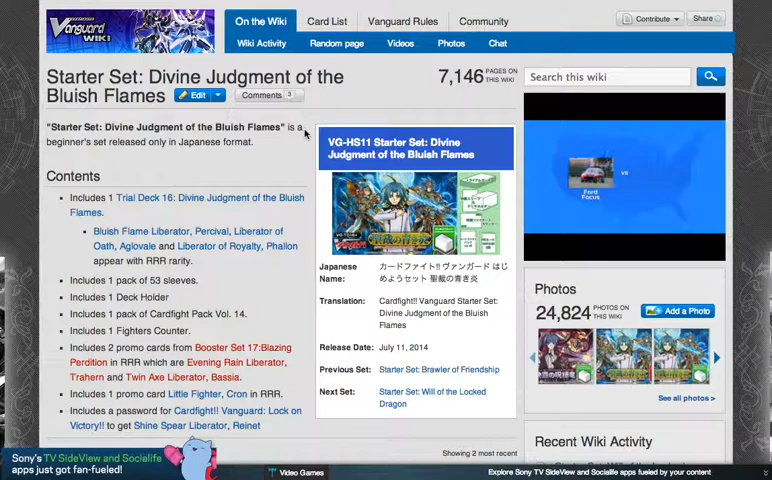 Vanguard
WIKI
On the Wiki
Card List
Vanguard Rules
Community
Contribute
Share
Wiki Activity
Random page
Videos
Photos
Chat
Starter Set: Divine Judgment of the
Bluish Flames
Edit
Comments 3
7,146 PAGES ON
THIS WIKI
Search this wiki
"Starter Set: Divine Judgment of the Bluish Flames" is a
beginner's set released only in Japanese format.
Contents
Includes 1 Trial Deck 16: Divine Judgment of the Bluish
Flames.
Bluish Flame Liberator, Percival, Liberator of
Oath, Aglovale and Liberator of Royalty, Phallon
appear with RRR rarity.
Includes 1 pack of 53 sleeves.
Includes 1 Deck Holder
Includes 1 pack of Cardfight Pack Vol. 14.
Includes 1 Fighters Counter.
Includes 2 promo cards from Booster Set 17:Blazing
Perdition in RRR which are Evening Rain Liberator,
Trahern and Twin Axe Liberator, Bassia.
Includes 1 promo card Little Fighter, Cron in RRR.
Includes a password for Cardfight!! Vanguard: Lock on
Victory!! to get Shine Spear Liberator, Reinet
VG-HS11 Starter Set: Divine
Judgment of the Bluish Flames
Japanese
Name:
カードファイト!! ヴァンガード はじ
めようセット 聖裁の青き炎
Translation:
Cardfight!! Vanguard Starter Set:
Divine Judgment of the Bluish
Flames
Release Date:
July 11, 2014
Previous Set:
Starter Set: Brawler of Friendship
Next Set:
Starter Set: Will of the Locked
Dragon
Showing 2 most recent
Ford
Focus
vs
Photos
24,824 PHOTOS ON
THIS WIKI
Add a Photo
See all photos >
Recent Wiki Activity
Sony's TV SideView and Socialife
apps just got fan-fueled!
Video Games
Explore Sony TV SideView and Socialife apps fueled by your content